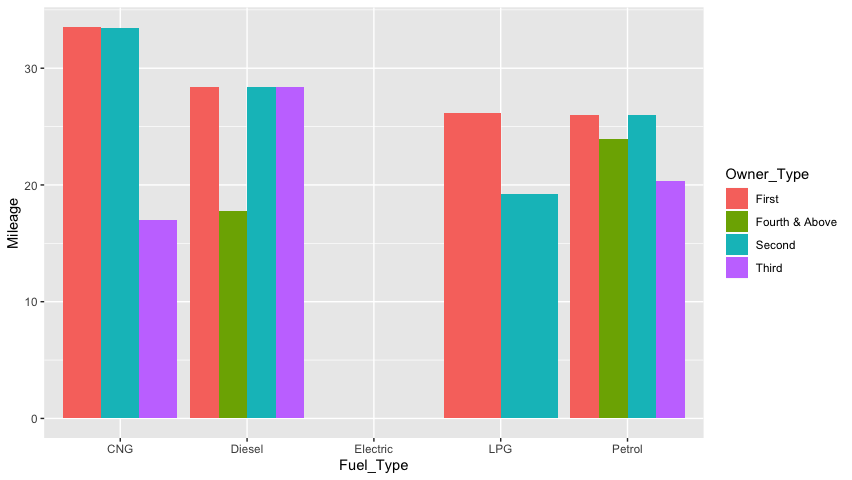 30
20
10
0
Mileage
CNG
Diesel
Electric
LPG
Petrol
Fuel_Type
Owner_Type
First
Fourth & Above
Second
Third